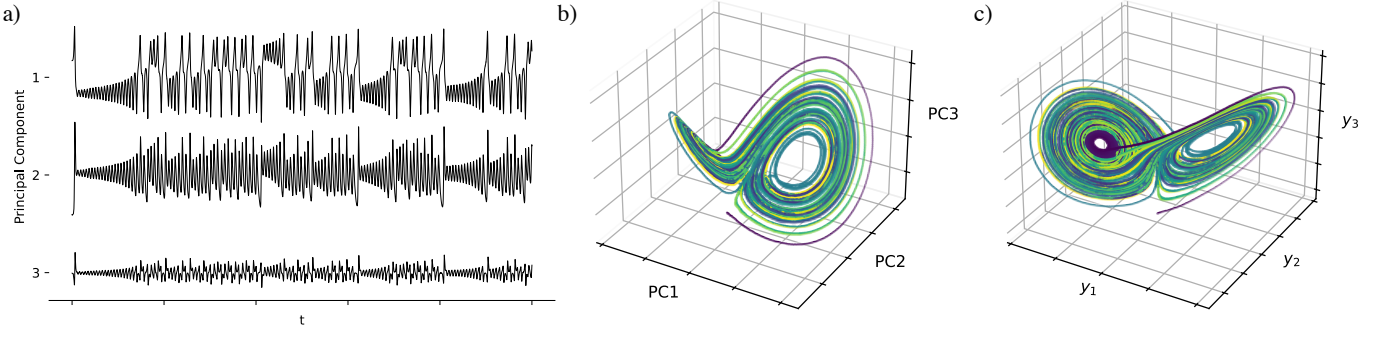 a)
Principal Component
1
2
3
t
b)
PC1
PC2
PC3
c)
y₁
y₂
y₃